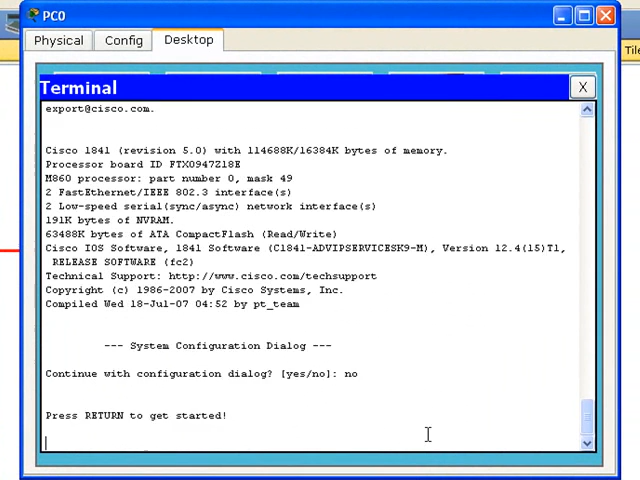 PC0
Physical
Config
Desktop
Tile
Terminal
X
export@cisco.com.
Cisco 1841 (revision 5.0) with 114688K/16384K bytes of memory.
Processor board ID FTX0947Z18E
M860 processor: part number 0, mask 49
2 FastEthernet/IEEE 802.3 interface(s)
2 Low-speed serial(sync/async) network interface(s)
191K bytes of NVRAM.
63488K bytes of ATA CompactFlash (Read/Write)
Cisco IOS Software, 1841 Software (C1841-ADVIPSERVICESK9-M), Version 12.4(15)T1,
RELEASE SOFTWARE (fc2)
Technical Support: http://www.cisco.com/techsupport
Copyright (c) 1986-2007 by Cisco Systems, Inc.
Compiled Wed 18-Jul-07 04:52 by pt_team
--- System Configuration Dialog ---
Continue with configuration dialog? [yes/no]: no
Press RETURN to get started!